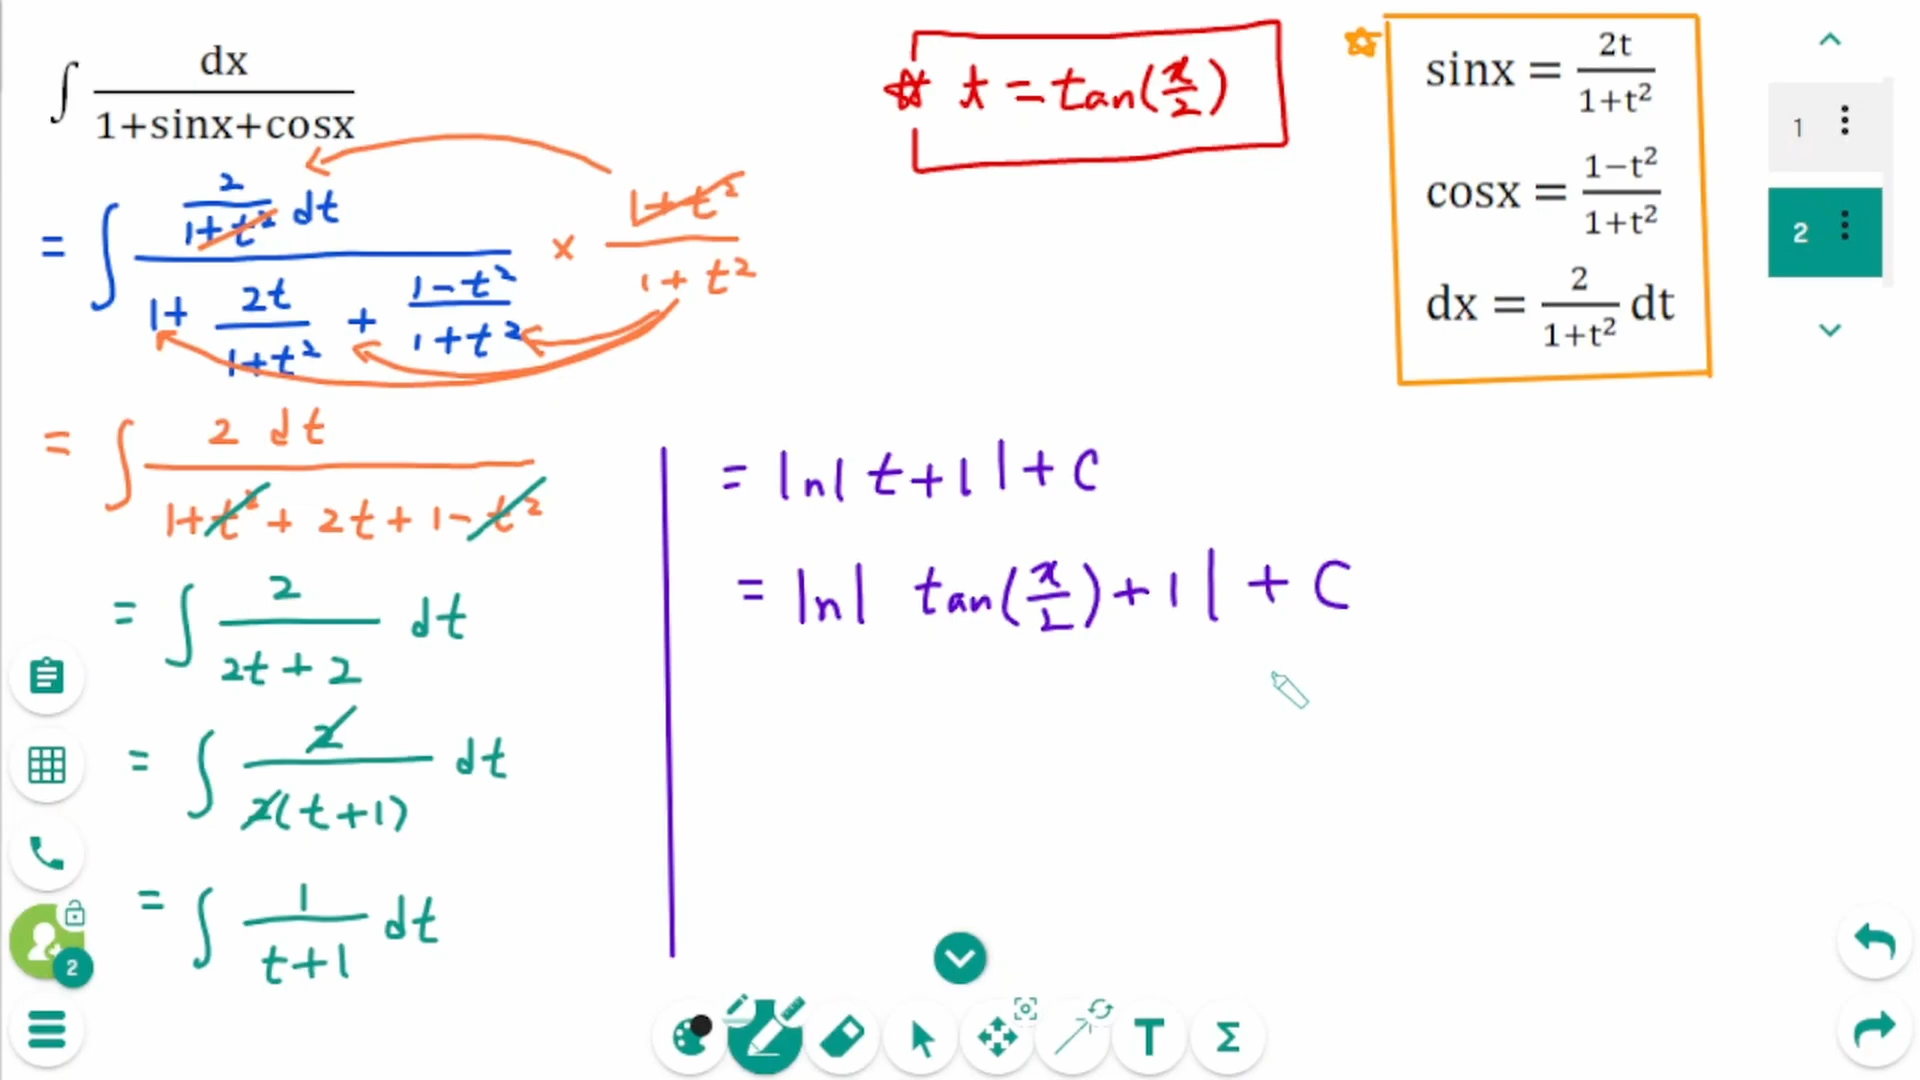 ∫ dx / (1+sinx+cosx)
☆ t = tan(x/2)
☆ sinx = 2t / (1+t²)
cosx = (1−t²) / (1+t²)
dx = 2 / (1+t²) dt
= ∫ (2/(1+t²) dt) / (1 + 2t/(1+t²) + (1−t²)/(1+t²)) × (1+t²)/(1+t²)
= ∫ 2 dt / (1+t²+2t+1−t²)
= ∫ 2/(2t+2) dt
= ∫ 2/(2(t+1)) dt
= ∫ 1/(t+1) dt
= ln|t+1|+C
= ln| tan(x/2)+1| + C
1
2
2
T
Σ